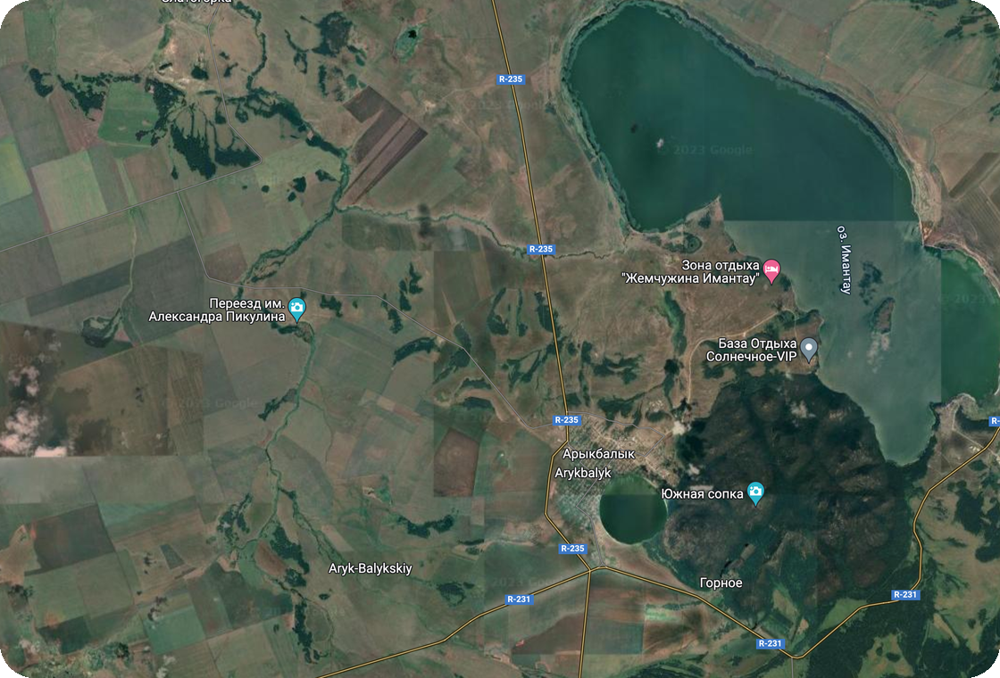 Златогорка
R-235
© 2023 Google
R-235
оз. Имантау
Зона отдыха
"Жемчужина Имантау"
Переезд им.
Александра Пикулина
База Отдыха
Солнечное-VIP
R-235
Арыкбалык
Arykbalyk
Южная сопка
R-235
Aryk-Balykskiy
Горное
R-231
R-231
R-231